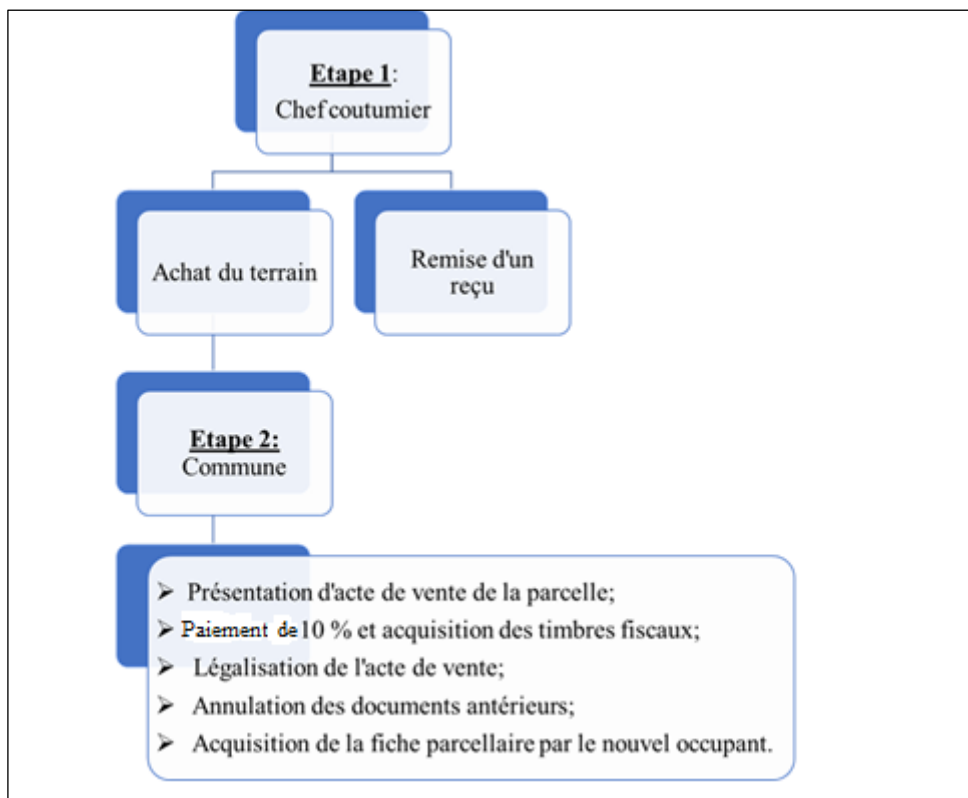 Etape 1:
Chef coutumier
Achat du terrain
Remise d'un
reçu
Etape 2:
Commune
➢ Présentation d'acte de vente de la parcelle;
➢ Paiement de 10 % et acquisition des timbres fiscaux;
➢ Légalisation de l'acte de vente;
➢ Annulation des documents antérieurs;
➢ Acquisition de la fiche parcellaire par le nouvel occupant.